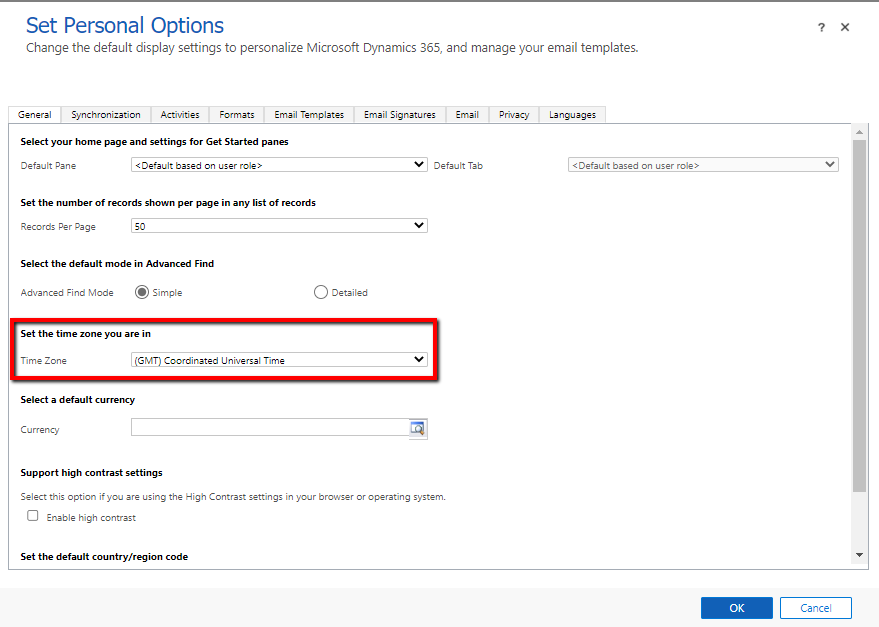 Set Personal Options
? ✕
Change the default display settings to personalize Microsoft Dynamics 365, and manage your email templates.
General Synchronization Activities Formats Email Templates Email Signatures Email Privacy Languages
Select your home page and settings for Get Started panes
Default Pane <Default based on user role> Default Tab <Default based on user role>
Set the number of records shown per page in any list of records
Records Per Page 50
Select the default mode in Advanced Find
Advanced Find Mode Simple Detailed
Set the time zone you are in
Time Zone (GMT) Coordinated Universal Time
Select a default currency
Currency
Support high contrast settings
Select this option if you are using the High Contrast settings in your browser or operating system.
Enable high contrast
Set the default country/region code
OK Cancel